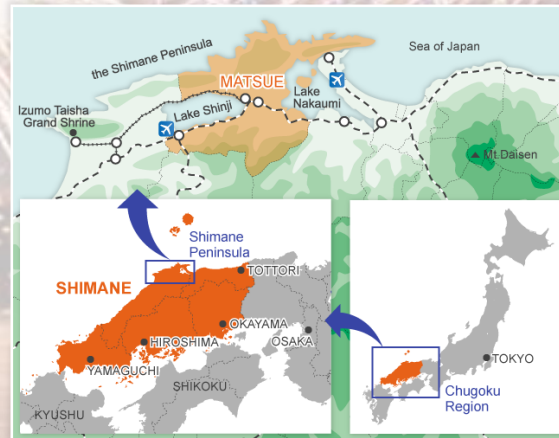 the Shimane Peninsula
Sea of Japan
MATSUE
Lake
Nakaumi
Izumo Taisha
Grand Shrine
Lake Shinji
Mt.Daisen
Shimane
Peninsula
SHIMANE
TOTTORI
OKAYAMA
HIROSHIMA
OSAKA
YAMAGUCHI
SHIKOKU
KYUSHU
TOKYO
Chugoku
Region